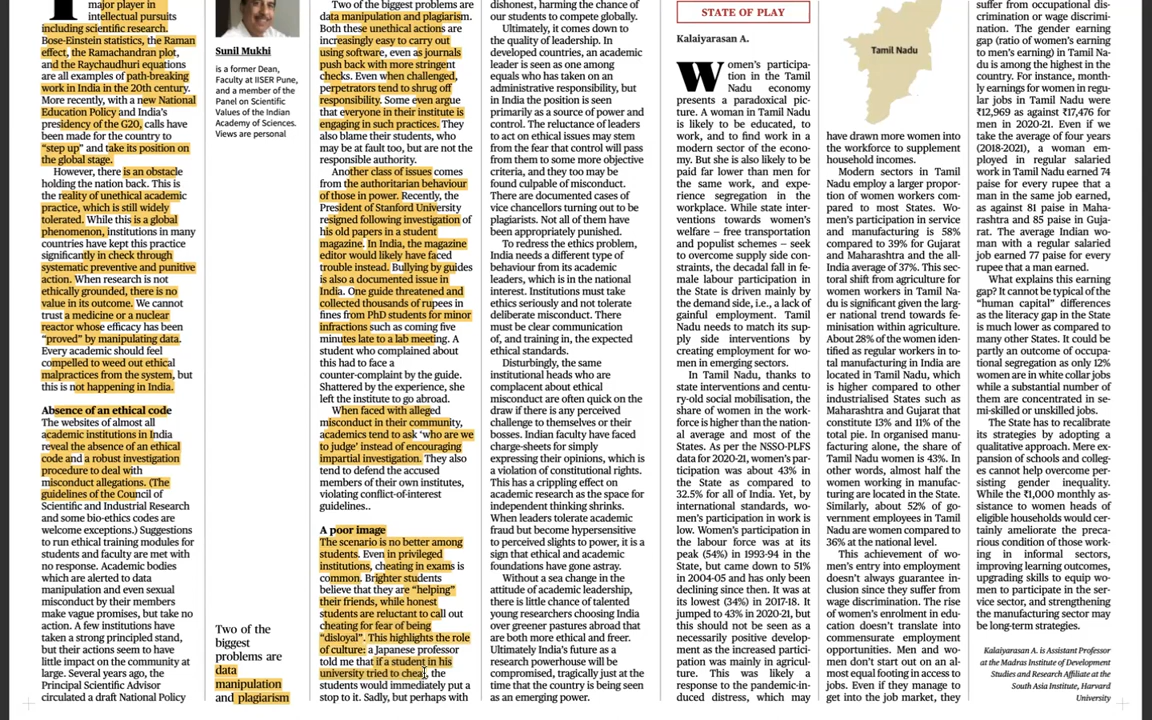 major player in
intellectual pursuits
including scientific research.
Bose-Einstein statistics, the Raman
effect, the Ramachandran plot,
and the Raychaudhuri equations
are all examples of path-breaking
work in India in the 20th century.
More recently, with a new National
Education Policy and India's
presidency of the G20, calls have
been made for the country to
“step up” and take its position on
the global stage.
However, there is an obstacle
holding the nation back. This is
the reality of unethical academic
practice, which is still widely
tolerated. While this is a global
phenomenon, institutions in many
countries have kept this practice
significantly in check through
systematic preventive and punitive
action. When research is not
ethically grounded, there is no
value in its outcome. We cannot
trust a medicine or a nuclear
reactor whose efficacy has been
“proved” by manipulating data.
Every academic should feel
compelled to weed out ethical
malpractices from the system, but
this is not happening in India.
Absence of an ethical code
The websites of almost all
academic institutions in India
reveal the absence of an ethical
code and a robust investigation
procedure to deal with
misconduct allegations. (The
guidelines of the Council of
Scientific and Industrial Research
and some bio-ethics codes are
welcome exceptions.) Suggestions
to run ethical training modules for
students and faculty are met with
no response. Academic bodies
which are alerted to data
manipulation and even sexual
misconduct by their members
make vague promises, but take no
action. A few institutions have
taken a strong principled stand,
but their actions seem to have
little impact on the community at
large. Several years ago, the
Principal Scientific Advisor
circulated a draft National Policy
Sunil Mukhi
is a former Dean,
Faculty at IISER Pune,
and a member of the
Panel on Scientific
Values of the Indian
Academy of Sciences.
Views are personal
Two of the
biggest
problems are
data
manipulation
and plagiarism
Two of the biggest problems are
data manipulation and plagiarism.
Both these unethical actions are
increasingly easy to carry out
using software, even as journals
push back with more stringent
checks. Even when challenged,
perpetrators tend to shrug off
responsibility. Some even argue
that everyone in their institute is
engaging in such practices. They
also blame their students, who
may be at fault too, but are not the
responsible authority.
Another class of issues comes
from the authoritarian behaviour
of those in power. Recently, the
President of Stanford University
resigned following investigation of
his old papers in a student
magazine. In India, the magazine
editor would likely have faced
trouble instead. Bullying by guides
is also a documented issue in
India. One guide threatened and
collected thousands of rupees in
fines from PhD students for minor
infractions such as coming five
minutes late to a lab meeting. A
student who complained about
this had to face a
counter-complaint by the guide.
Shattered by the experience, she
left the institute to go abroad.
When faced with alleged
misconduct in their community,
academics tend to ask ‘who are we
to judge’ instead of encouraging
impartial investigation. They also
tend to defend the accused
members of their own institutes,
violating conflict-of-interest
guidelines..
A poor image
The scenario is no better among
students. Even in privileged
institutions, cheating in exams is
common. Brighter students
believe that they are “helping”
their friends, while honest
students are reluctant to call out
cheating for fear of being
“disloyal”. This highlights the role
of culture: a Japanese professor
told me that if a student in his
university tried to cheat, the
students would immediately put a
stop to it. Sadly, but perhaps with
dishonest, harming the chance of
our students to compete globally.
Ultimately, it comes down to
the quality of leadership. In
developed countries, an academic
leader is seen as one among
equals who has taken on an
administrative responsibility, but
in India the position is seen
primarily as a source of power and
control. The reluctance of leaders
to act on ethical issues may stem
from the fear that control will pass
from them to some more objective
criteria, and they too may be
found culpable of misconduct.
There are documented cases of
vice chancellors turning out to be
plagiarists. Not all of them have
been appropriately punished.
To redress the ethics problem,
India needs a different type of
behaviour from its academic
leaders, which is in the national
interest. Institutions must take
ethics seriously and not tolerate
deliberate misconduct. There
must be clear communication
of, and training in, the expected
ethical standards.
Disturbingly, the same
institutional heads who are
complacent about ethical
misconduct are often quick on the
draw if there is any perceived
challenge to themselves or their
bosses. Indian faculty have faced
charge-sheets for simply
expressing their opinions, which is
a violation of constitutional rights.
This has a crippling effect on
academic research as the space for
independent thinking shrinks.
When leaders tolerate academic
fraud but become hypersensitive
to perceived slights to power, it is a
sign that ethical and academic
foundations have gone astray.
Without a sea change in the
attitude of academic leadership,
there is little chance of talented
young researchers choosing India
over greener pastures abroad that
are both more ethical and freer.
Ultimately India's future as a
research powerhouse will be
compromised, tragically just at the
time that the country is being seen
as an emerging power.
STATE OF PLAY
Kalaiyarasan A.
Women's participa-
tion in the Tamil
Nadu economy
presents a paradoxical pic-
ture. A woman in Tamil Nadu
is likely to be educated, to
work, and to find work in a
modern sector of the econo-
my. But she is also likely to be
paid far lower than men for
the same work, and expe-
rience segregation in the
workplace. While state inter-
ventions towards women's
welfare – free transportation
and populist schemes – seek
to overcome supply side con-
straints, the decadal fall in fe-
male labour participation in
the State is driven mainly by
the demand side, i.e., a lack of
gainful employment. Tamil
Nadu needs to match its sup-
ply side interventions by
creating employment for wo-
men in emerging sectors.
In Tamil Nadu, thanks to
state interventions and centu-
ry-old social mobilisation, the
share of women in the work-
force is higher than the nation-
al average and most of the
States. As per the NSSO-PLFS
data for 2020-21, women's par-
ticipation was about 43% in
the State as compared to
32.5% for all of India. Yet, by
international standards, wo-
men's participation in work is
low. Women's participation in
the labour force was at its
peak (54%) in 1993-94 in the
State, but came down to 51%
in 2004-05 and has only been
declining since then. It was at
its lowest (34%) in 2017-18. It
jumped to 43% in 2020-21, but
this should not be seen as a
necessarily positive develop-
ment as the increased partici-
pation was mainly in agricul-
ture. This was likely a
response to the pandemic-in-
duced distress, which may
Tamil Nadu
have drawn more women into
the workforce to supplement
household incomes.
Modern sectors in Tamil
Nadu employ a larger propor-
tion of women workers com-
pared to most States. Wo-
men's participation in service
and manufacturing is 58%
compared to 39% for Gujarat
and Maharashtra and the all-
India average of 37%. This sec-
toral shift from agriculture for
women workers in Tamil Na-
du is significant given the larg-
er national trend towards fe-
minisation within agriculture.
About 28% of the women iden-
tified as regular workers in to-
tal manufacturing in India are
located in Tamil Nadu, which
is higher compared to other
industrialised States such as
Maharashtra and Gujarat that
constitute 13% and 11% of the
total pie. In organised manu-
facturing alone, the share of
Tamil Nadu women is 43%. In
other words, almost half the
women working in manufac-
turing are located in the State.
Similarly, about 52% of go-
vernment employees in Tamil
Nadu are women compared to
36% at the national level.
This achievement of wo-
men's entry into employment
doesn't always guarantee in-
clusion since they suffer from
wage discrimination. The rise
of women's enrolment in edu-
cation doesn't translate into
commensurate employment
opportunities. Men and wo-
men don't start out on an al-
most equal footing in access to
jobs. Even if they manage to
get into the job market, they
suffer from occupational dis-
crimination or wage discrimi-
nation. The gender earning
gap (ratio of women's earning
to men's earning) in Tamil Na-
du is among the highest in the
country. For instance, month-
ly earnings for women in regu-
lar jobs in Tamil Nadu were
₹12,969 as against ₹17,476 for
men in 2020-21. Even if we
take the average of four years
(2018-2021), a woman em-
ployed in regular salaried
work in Tamil Nadu earned 74
paise for every rupee that a
man in the same job earned,
as against 81 paise in Maha-
rashtra and 85 paise in Guja-
rat. The average Indian wo-
man with a regular salaried
job earned 77 paise for every
rupee that a man earned.
What explains this earning
gap? It cannot be typical of the
“human capital” differences
as the literacy gap in the State
is much lower as compared to
many other States. It could be
partly an outcome of occupa-
tional segregation as only 12%
women are in white collar jobs
while a substantial number of
them are concentrated in se-
mi-skilled or unskilled jobs.
The State has to recalibrate
its strategies by adopting a
qualitative approach. Mere ex-
pansion of schools and colleg-
es cannot help overcome per-
sisting gender inequality.
While the ₹1,000 monthly as-
sistance to women heads of
eligible households would cer-
tainly ameliorate the preca-
rious condition of those work-
ing in informal sectors,
improving learning outcomes,
upgrading skills to equip wo-
men to participate in the ser-
vice sector, and strengthening
the manufacturing sector may
be long-term strategies.
Kalaiyarasan A. is Assistant Professor
at the Madras Institute of Development
Studies and Research Affiliate at the
South Asia Institute, Harvard
University